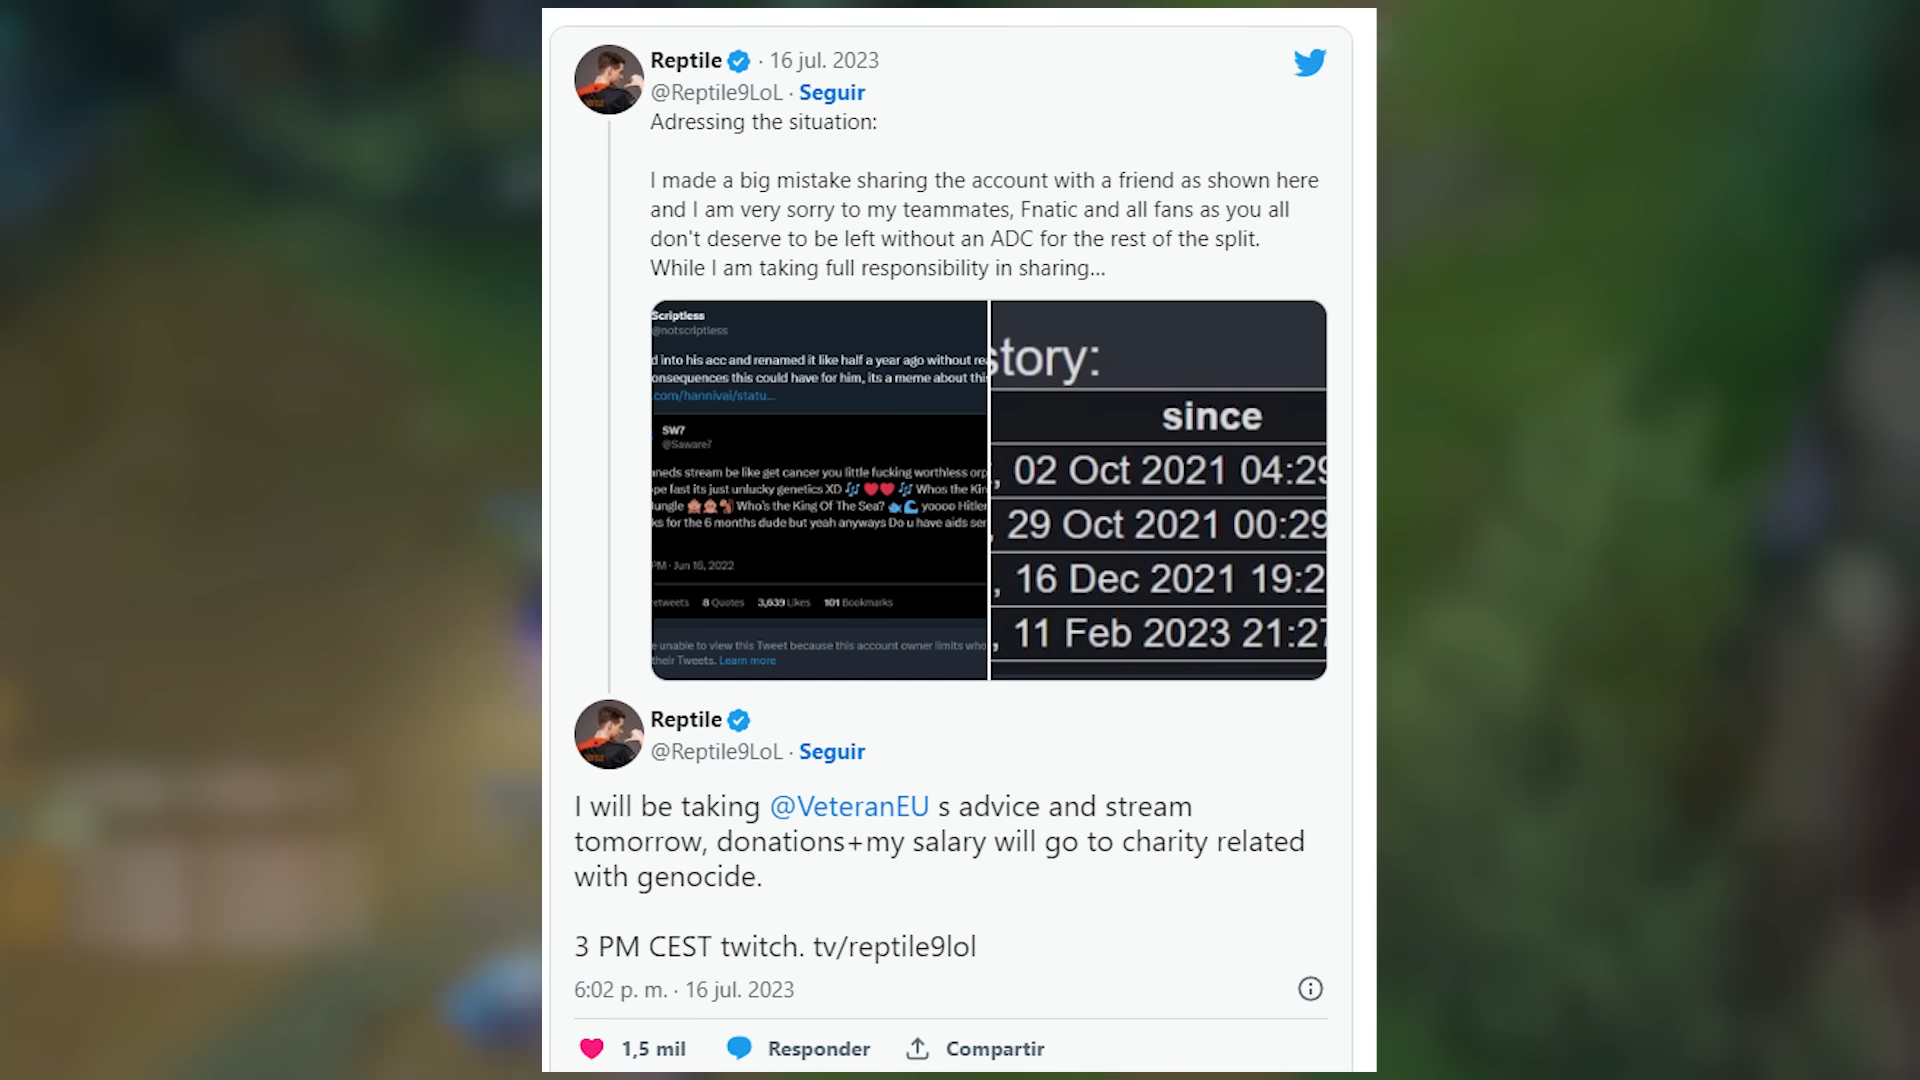 Reptile · 16 jul. 2023
@Reptile9LoL · Seguir
Adressing the situation:
I made a big mistake sharing the account with a friend as shown here
and I am very sorry to my teammates, Fnatic and all fans as you all
don't deserve to be left without an ADC for the rest of the split.
While I am taking full responsibility in sharing...
Scriptless
@notscriptless
d into his acc and renamed it like half a year ago without re
onsequences this could have for him, its a meme about this
.com/hannivai/statu...
SW7
@Saware7
aneds stream be like get cancer you little fucking worthless orp
pe fast its just unlucky genetics XD 🎶 ❤️❤️ 🎶 Whos the Kin
ungle 🙈🙊🐒 Who's the King Of The Sea? 🐳🌊 yoooo Hitler
ks for the 6 months dude but yeah anyways Do u have aids ser
PM · Jun 16, 2022
etweets 8 Quotes 3,639 Likes 101 Bookmarks
e unable to view this Tweet because this account owner limits who
their Tweets. Learn more
story:
since
, 02 Oct 2021 04:29
, 29 Oct 2021 00:29
, 16 Dec 2021 19:2
, 11 Feb 2023 21:27
Reptile
@Reptile9LoL · Seguir
I will be taking @VeteranEU s advice and stream
tomorrow, donations+my salary will go to charity related
with genocide.
3 PM CEST twitch. tv/reptile9lol
6:02 p. m. · 16 jul. 2023
1,5 mil Responder Compartir